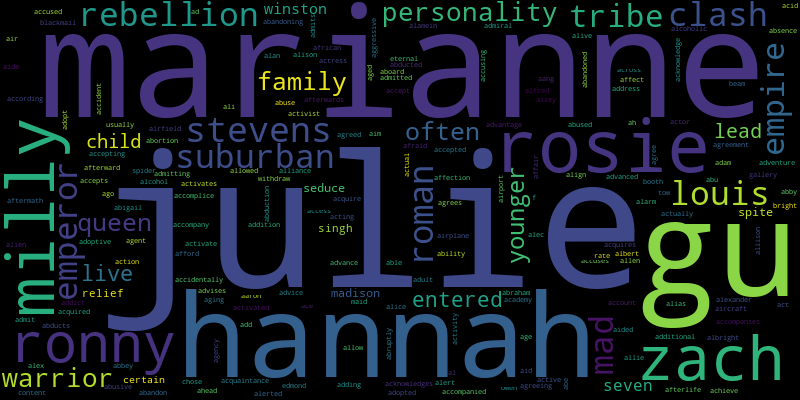 rebellion winston personality tribe clash
marianne
family empire
child stevens often rosie lead
suburban
milly emperor queen julie roman younger seduce louis
singh spite gu
live relief madison entered
ronny hannah mad zach
warrior certain seven
accused ad abandoning admits acid
blackmail air alan alison african admiral aggressive alamein alcoholic alive absence
actress abducted admitted aged aboard accept afterwards alfred alley
according adopt accident abuse activist ali accusing aang abandoned across affect address acknowledge beam
usually airfield abortion agreed aim afraid accepted advantage abused ah actor agreement
accepting afterward spider admitting allowed alliance actual affection affair agree adam adventure
accepts alcohol activates withdraw accomplice abduction access acquire agrees airport align advanced booth tom abu gallery abby
ago abigail accompany addition acting alec alarm actually bright
aftermath adoptive agent activate airplane acquires allison
action afford advance able ability rate albert accuses allen
accidentally adult abraham account alias alexander
addict acquired advises aging aaron advice maid alice academy aircraft act
admit abducts activated add agency allow abruptly activity age aided albright accompanies
alex abbey acquaintance aid allie additional
abusive abandon chose ahead edmond alerted adding acknowledges adopted alert accompanied active agreeing abe afterlife achieve
content